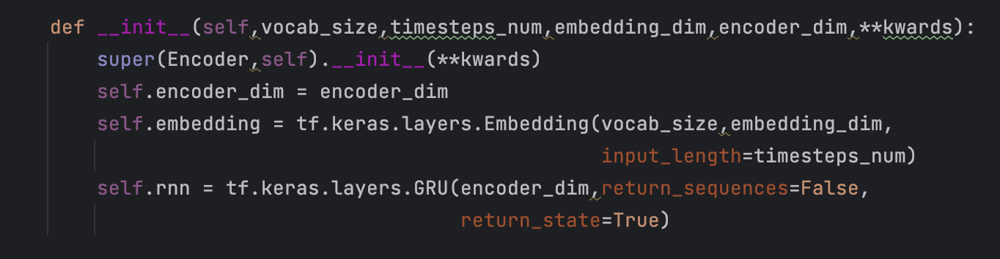 def __init__(self,vocab_size,timesteps_num,embedding_dim,encoder_dim,**kwards):
super(Encoder,self).__init__(**kwards)
self.encoder_dim = encoder_dim
self.embedding = tf.keras.layers.Embedding(vocab_size,embedding_dim,
input_length=timesteps_num)
self.rnn = tf.keras.layers.GRU(encoder_dim,return_sequences=False,
return_state=True)